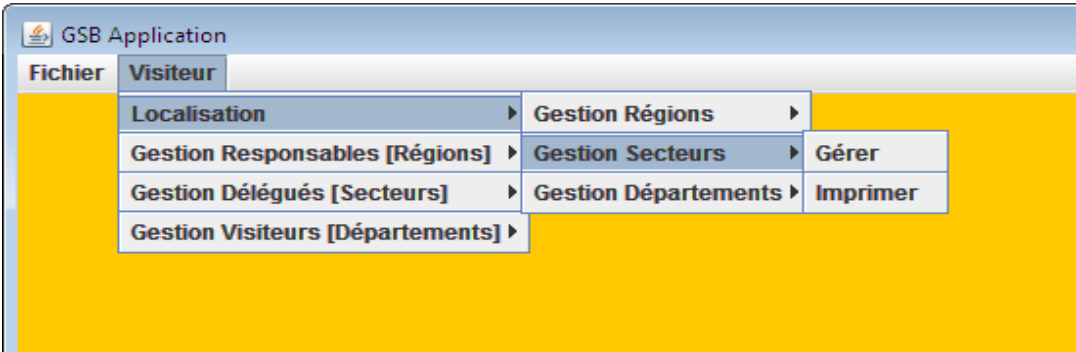 GSB Application
Fichier Visiteur
Localisation Gestion Régions
Gestion Responsables [Régions] Gestion Secteurs Gérer
Gestion Délégués [Secteurs] Gestion Départements Imprimer
Gestion Visiteurs [Départements]